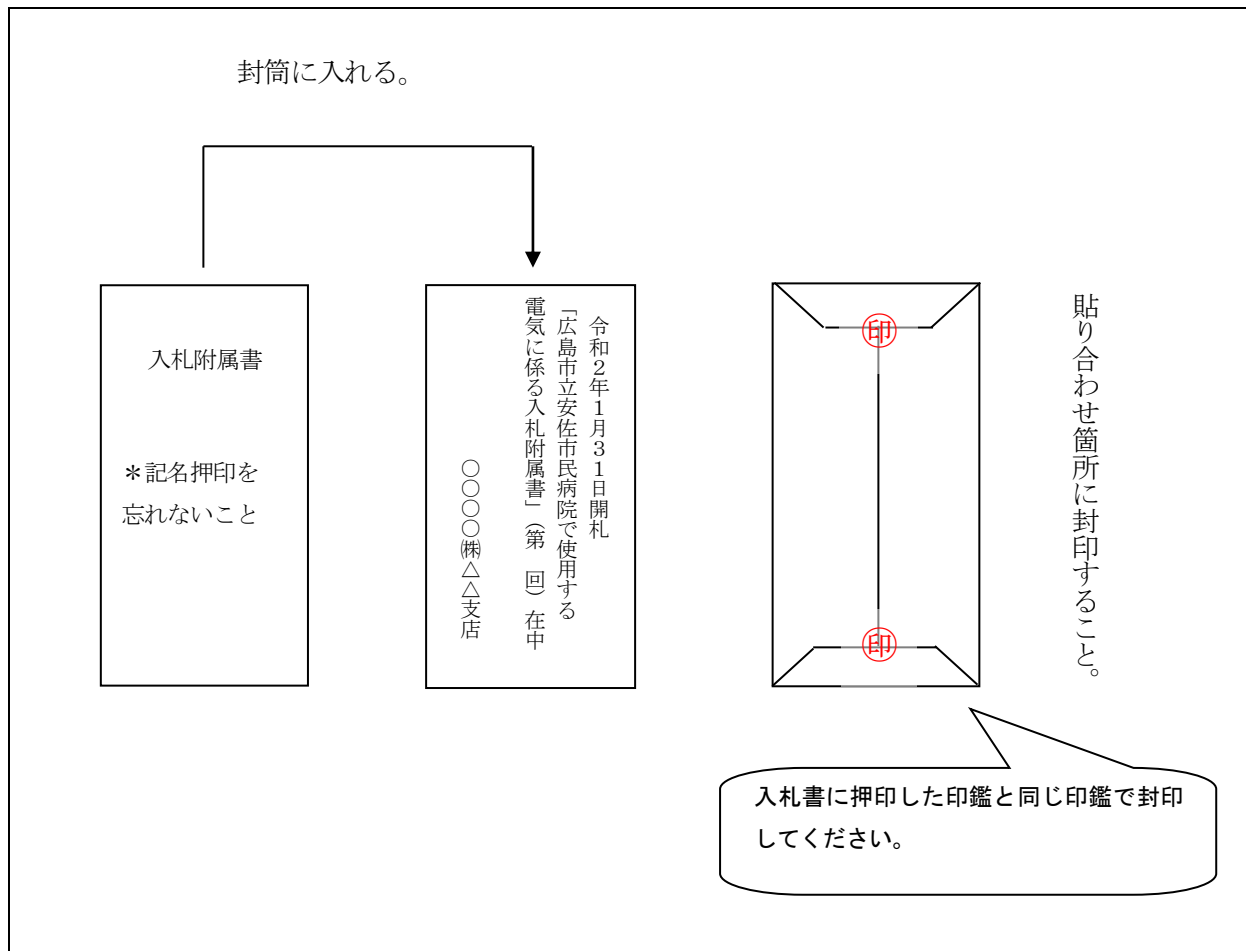 封筒に入れる。
入札附属書
＊記名押印を
忘れないこと
令和２年１月３１日開札
「広島市立安佐市民病院で使用する
電気に係る入札附属書」（第　回）在中
○○○○㈱△△支店
印
印
貼り合わせ箇所に封印すること。
入札書に押印した印鑑と同じ印鑑で封印
してください。